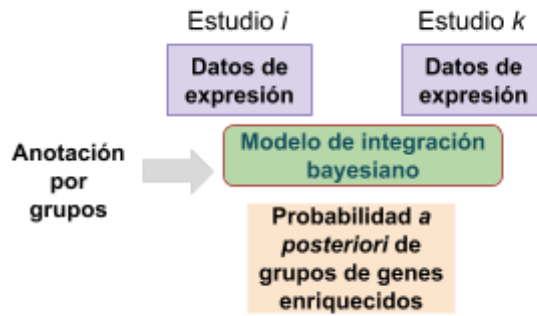 Estudio i
Estudio k
Datos de
expresión
Datos de
expresión
Anotación
por
grupos
Modelo de integración
bayesiano
Probabilidad a
posteriori de
grupos de genes
enriquecidos